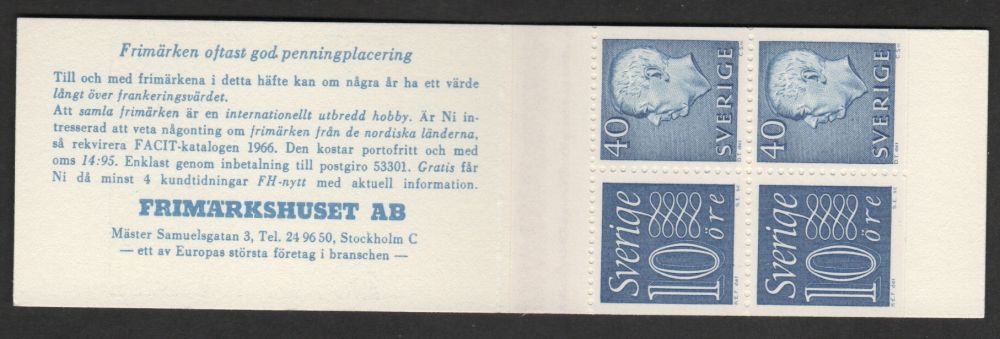 Frimärken oftast god penningplacering
Till och med frimärkena i detta häfte kan om några år ha ett värde
långt över frankeringsvärdet.
Att samla frimärken är en internationellt utbredd hobby. Är Ni in-
tresserad att veta någonting om frimärken från de nordiska länderna,
så rekvirera FACIT-katalogen 1966. Den kostar portofritt och med
oms 14:95. Enklast genom inbetalning till postgiro 53301. Gratis får
Ni då minst 4 kundtidningar FH-nytt med aktuell information.
FRIMÄRKSHUSET AB
Mäster Samuelsgatan 3, Tel. 24 96 50, Stockholm C
— ett av Europas största företag i branschen —
40
SVERIGE
40
SVERIGE
Sverige
10 öre
Sverige
10 öre